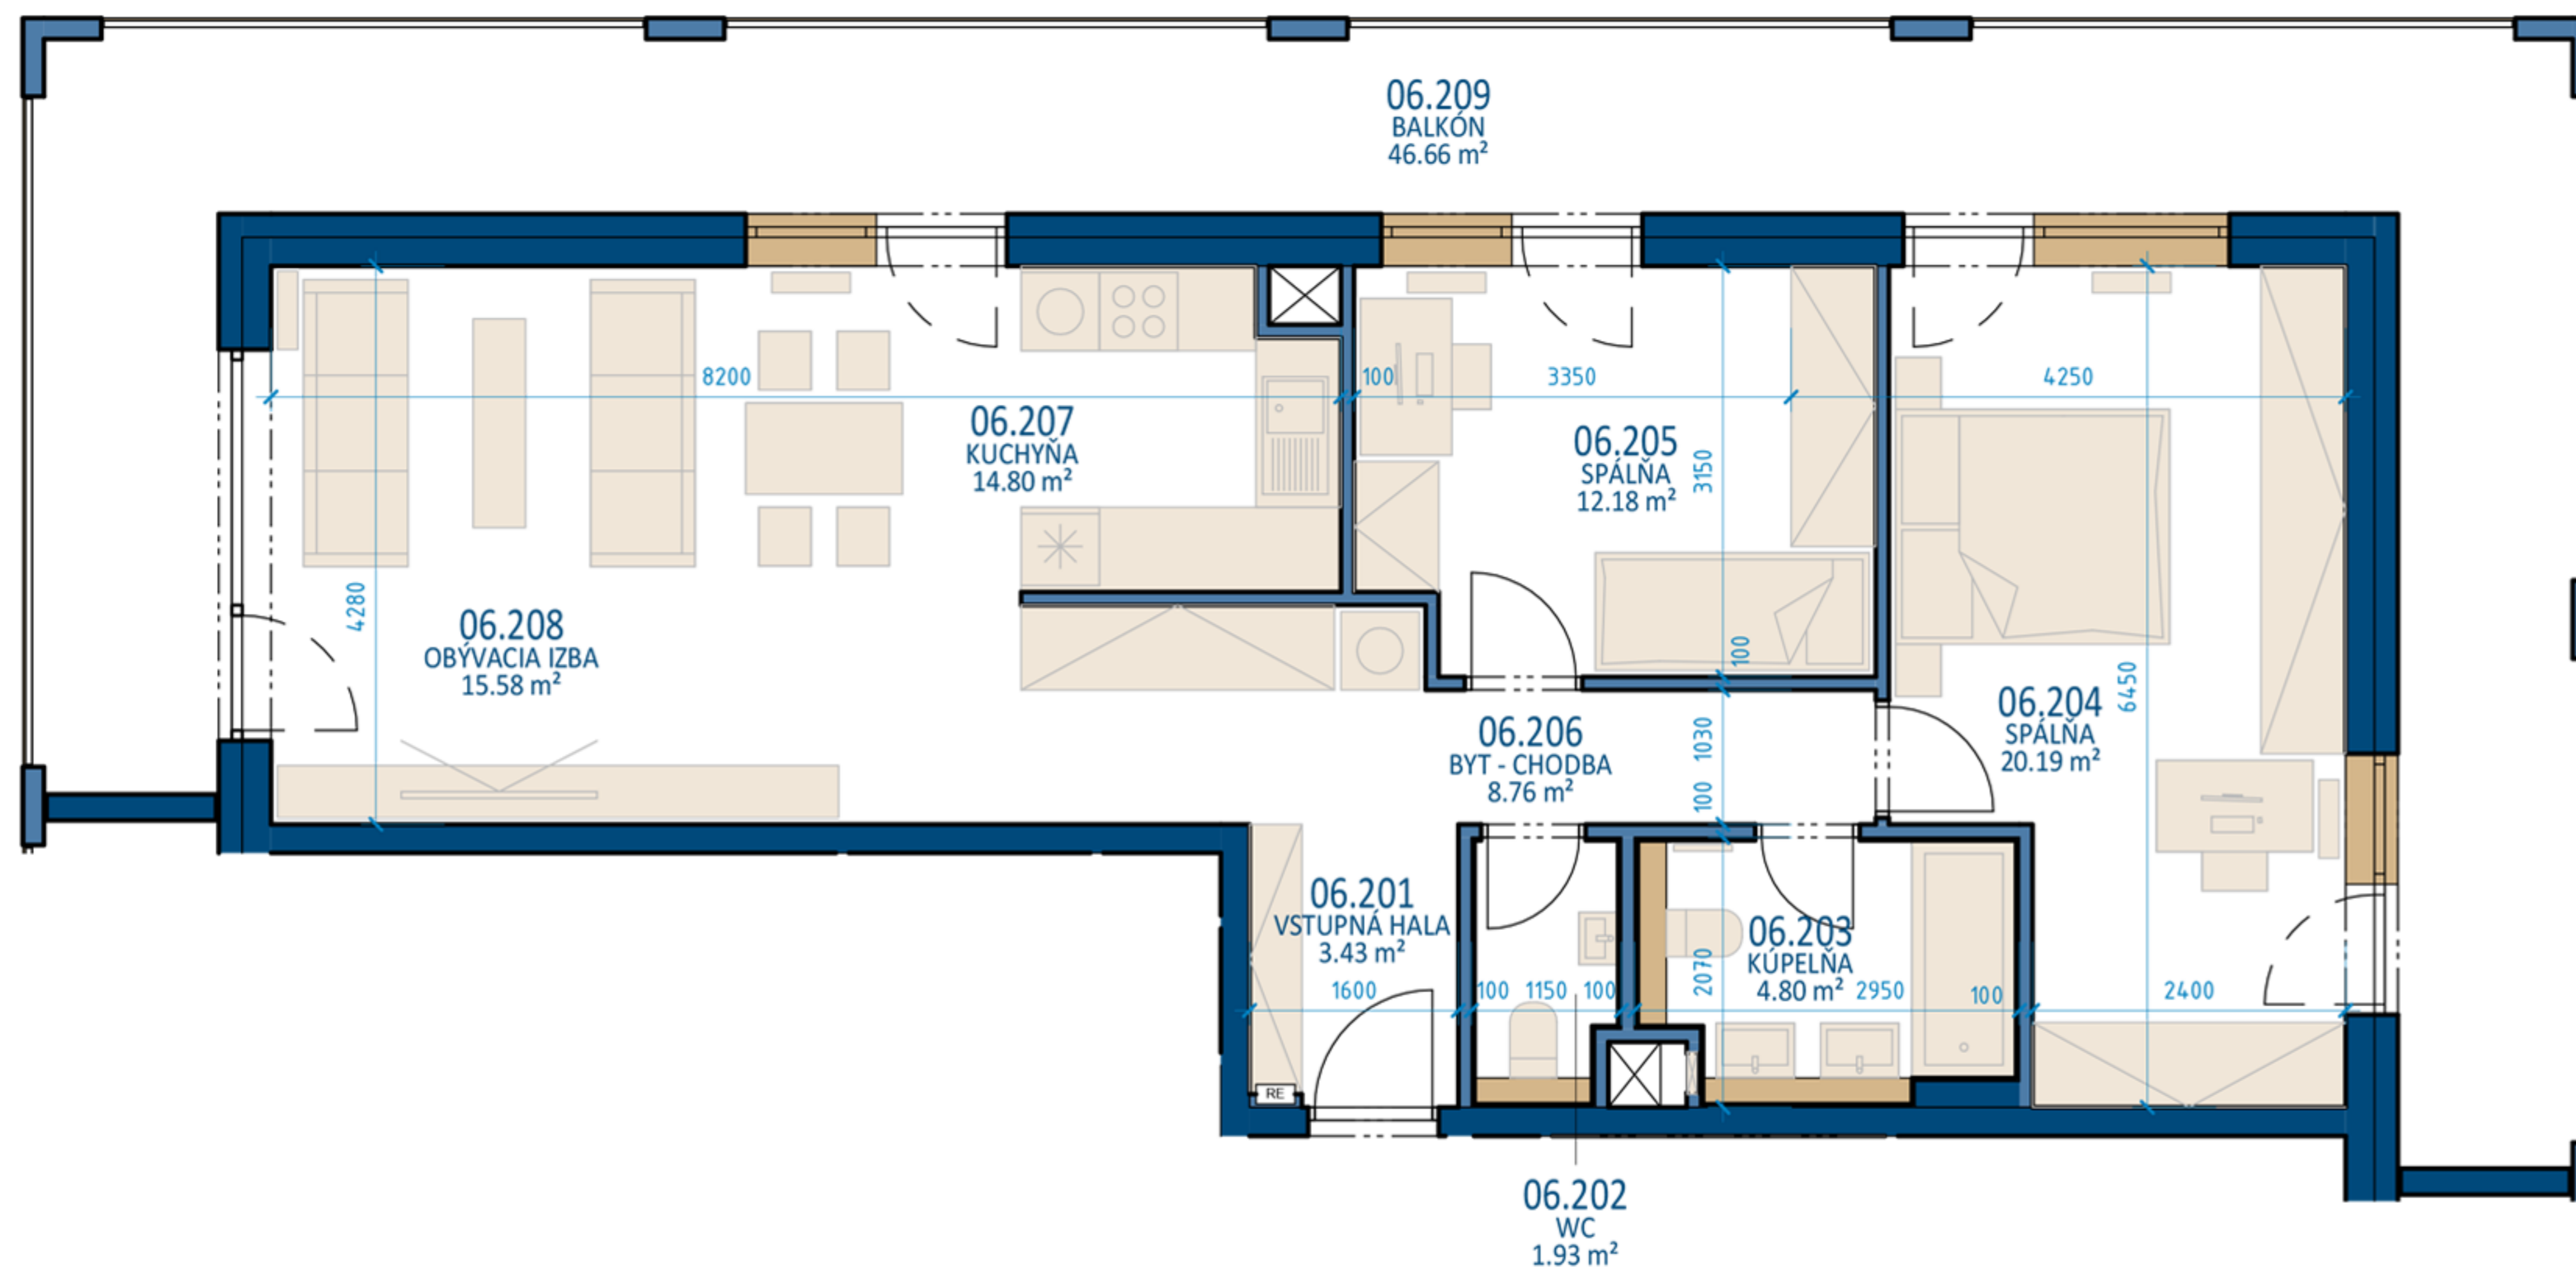 06.209
BALKÓN
46.66 m²
8200
100
3350
4250
06.207
KUCHYŇA
14.80 m²
06.205
SPÁLŇA
12.18 m²
3150
4280
06.208
OBÝVACIA IZBA
15.58 m²
100
06.204
SPÁLŇA
20.19 m²
6450
06.206
BYT - CHODBA
8.76 m²
1030
100
06.201
VSTUPNÁ HALA
3.43 m²
06.203
KÚPEĽŇA
4.80 m²
2070
1600
100
1150
100
2950
100
2400
RE
06.202
WC
1.93 m²